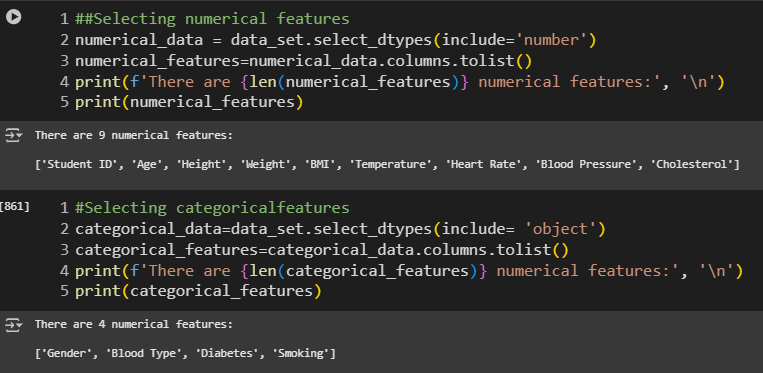 1 ##Selecting numerical features
2 numerical_data = data_set.select_dtypes(include='number')
3 numerical_features=numerical_data.columns.tolist()
4 print(f'There are {len(numerical_features)} numerical features:', '\n')
5 print(numerical_features)
There are 9 numerical features:
['Student ID', 'Age', 'Height', 'Weight', 'BMI', 'Temperature', 'Heart Rate', 'Blood Pressure', 'Cholesterol']
[861] 1 #Selecting categoricalfeatures
2 categorical_data=data_set.select_dtypes(include= 'object')
3 categorical_features=categorical_data.columns.tolist()
4 print(f'There are {len(categorical_features)} numerical features:', '\n')
5 print(categorical_features)
There are 4 numerical features:
['Gender', 'Blood Type', 'Diabetes', 'Smoking']